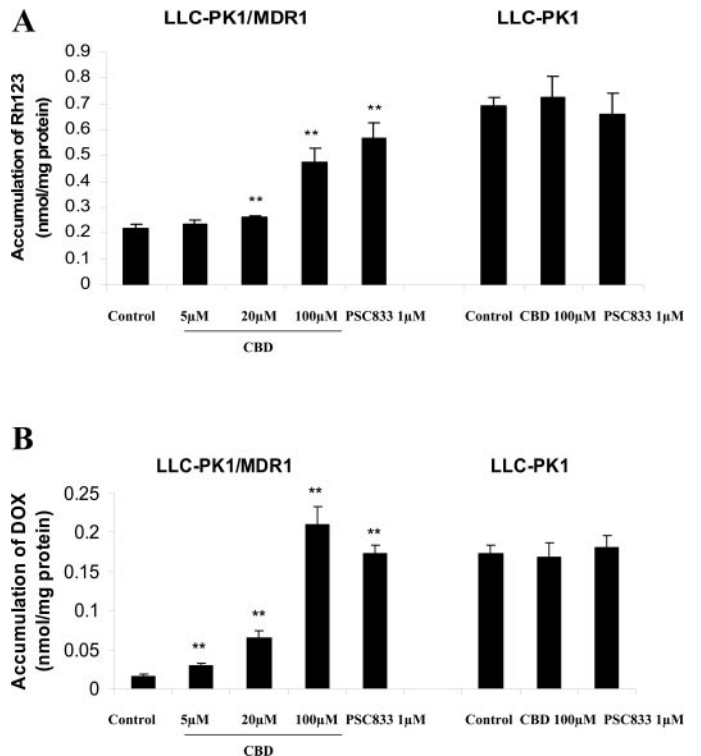 A
LLC-PK1/MDR1 LLC-PK1
Accumulation of Rh123
(nmol/mg protein)
0.9
0.8
0.7
0.6
0.5
0.4
0.3
0.2
0.1
0
** ** **
Control 5µM 20µM 100µM PSC833 1µM Control CBD 100µM PSC833 1µM
CBD
B
LLC-PK1/MDR1 LLC-PK1
Accumulation of DOX
(nmol/mg protein)
0.25
0.2
0.15
0.1
0.05
0
** ** ** **
Control 5µM 20µM 100µM PSC833 1µM Control CBD 100µM PSC833 1µM
CBD